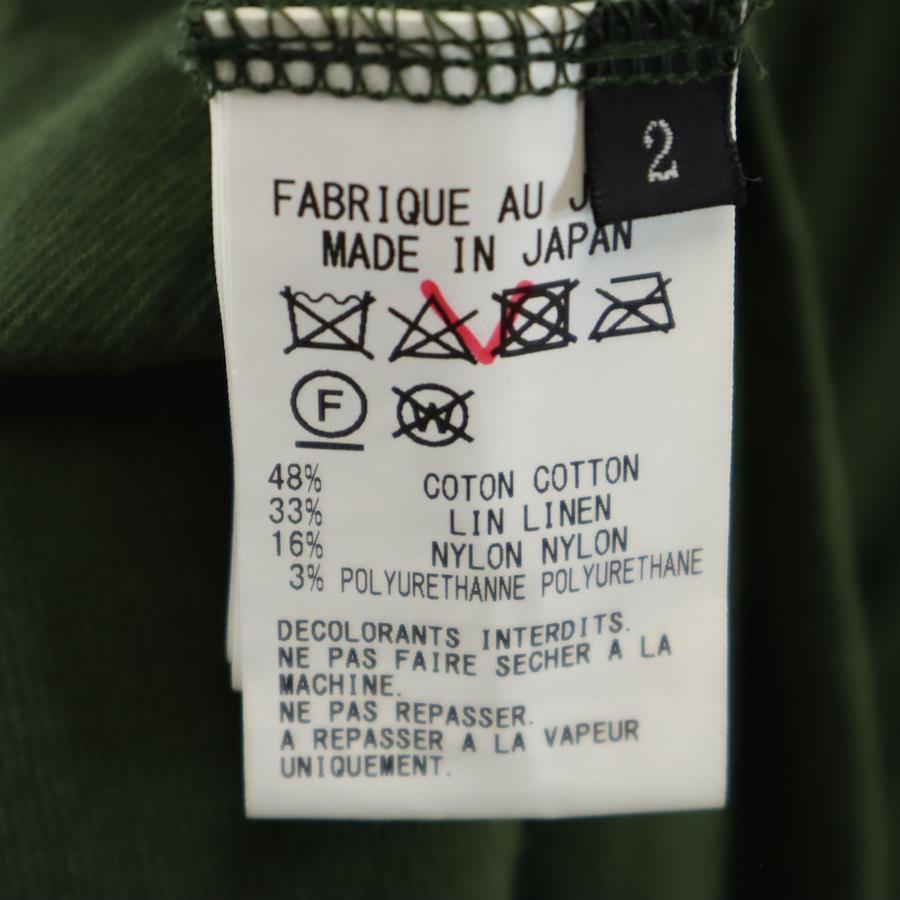 2
FABRIQUE AU
MADE IN JAPAN
F
W
48% COTON COTTON
33% LIN LINEN
16% NYLON NYLON
3% POLYURETHANNE POLYURETHANE
DECOLORANTS INTERDITS.
NE PAS FAIRE SECHER A LA
MACHINE.
NE PAS REPASSER.
A REPASSER A LA VAPEUR
UNIQUEMENT.